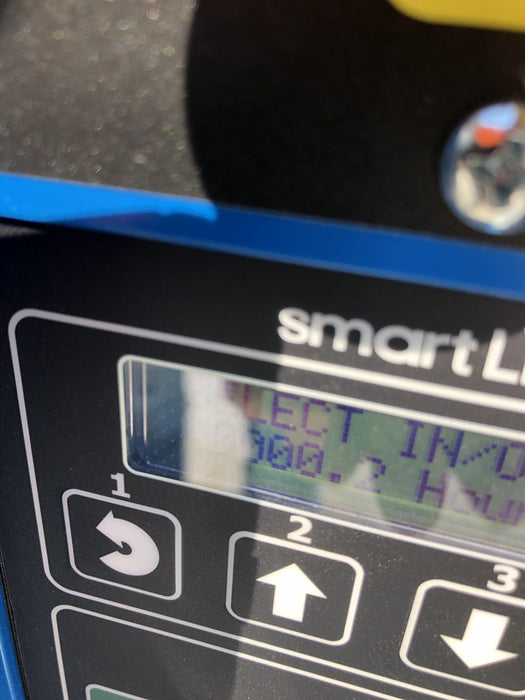 smart L
ELECT IN/O
000.2 Hour
1
2
3